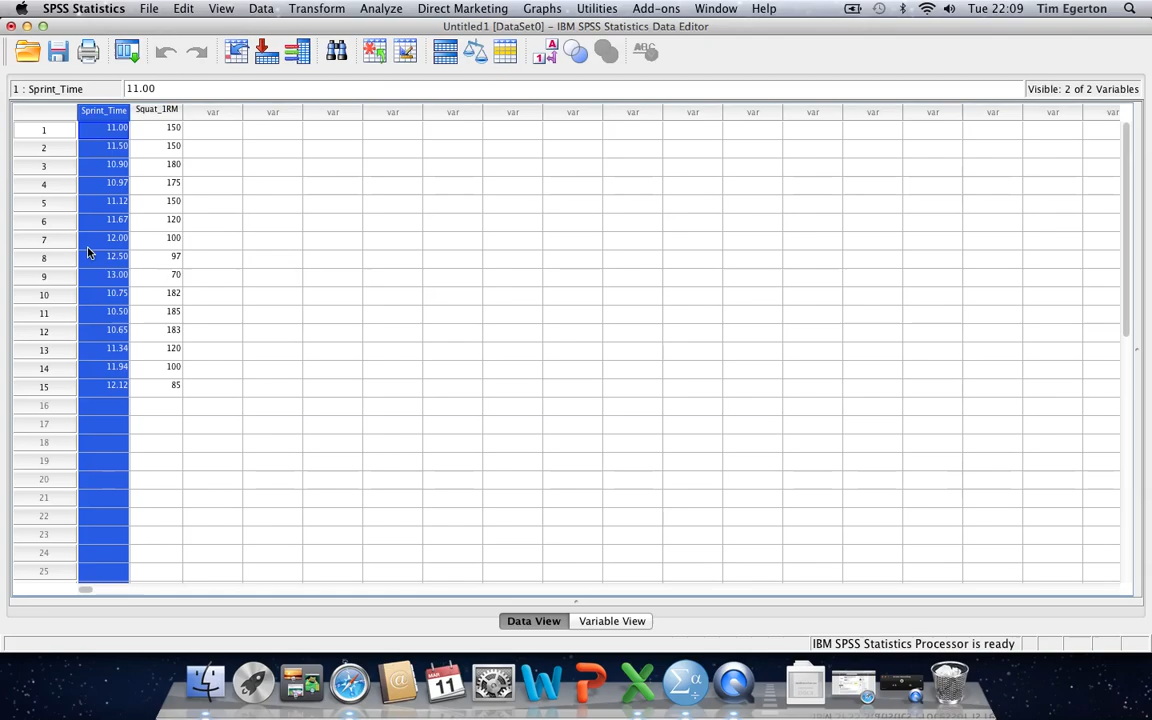 SPSS Statistics File Edit View Data Transform Analyze Direct Marketing Graphs Utilities Add-ons Window Help Tue 22:09 Tim Egerton
Untitled1 [DataSet0] – IBM SPSS Statistics Data Editor
1 : Sprint_Time 11.00 Visible: 2 of 2 Variables
Sprint_Time Squat_1RM var var var var var var var var var var var var var var var var
1 11.00 150
2 11.50 150
3 10.90 180
4 10.97 175
5 11.12 150
6 11.67 120
7 12.00 100
8 12.50 97
9 13.00 70
10 10.75 182
11 10.50 185
12 10.65 183
13 11.34 120
14 11.94 100
15 12.12 85
16
17
18
19
20
21
22
23
24
25
Data View Variable View
IBM SPSS Statistics Processor is ready
MAR
11